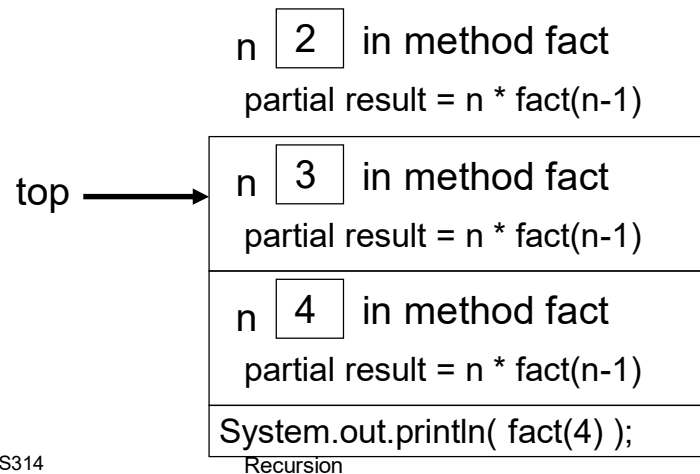 n 2 in method fact
partial result = n * fact(n-1)
n 3 in method fact
top
partial result = n * fact(n-1)
n 4 in method fact
partial result = n * fact(n-1)
System.out.println( fact(4) );
S314
Recursion